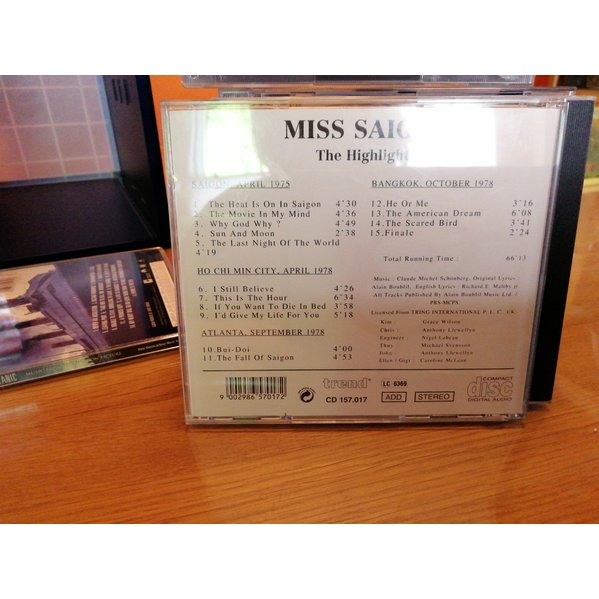 MISS SAIG
The Highlight
SAIGON, APRIL 1975
1. The Heat Is On In Saigon 4'30
2. The Movie In My Mind 4'36
3. Why God Why ? 4'49
4. Sun And Moon 2'38
5. The Last Night Of The World
4'19
HO CHI MIN CITY, APRIL 1978
6. I Still Believe 4'26
7. This Is The Hour 6'34
8. If You Want To Die In Bed 3'58
9. I'd Give My Life For You 5'18
ATLANTA, SEPTEMBER 1978
10. Bui-Doi 4'00
11. The Fall Of Saigon 4'53
BANGKOK, OCTOBER 1978
12. He Or Me 3'16
13. The American Dream 6'08
14. The Scared Bird 3'41
15. Finale 2'24
Total Running Time : 66'13
Music : Claude Michel Schönberg, Original Lyrics :
Alain Boublil, English Lyrics : Richard E. Maltby jr
All Tracks Published By Alain Boublil Music Ltd. /
PRS-MCPA
Licensed From TRING INTERNATIONAL P. L. C., UK
Kim : Grace Wilson
Chris : Anthony Llewellyn
Engineer : Nigel Lebean
Thuy : Michael Svensson
John : Anthony Llewellyn
Ellen / Gigi : Caroline McLean
9 002986 570172
trend
CD 157.017
LC 6369
ADD
STEREO
COMPACT
disc
DIGITAL AUDIO
ANIC